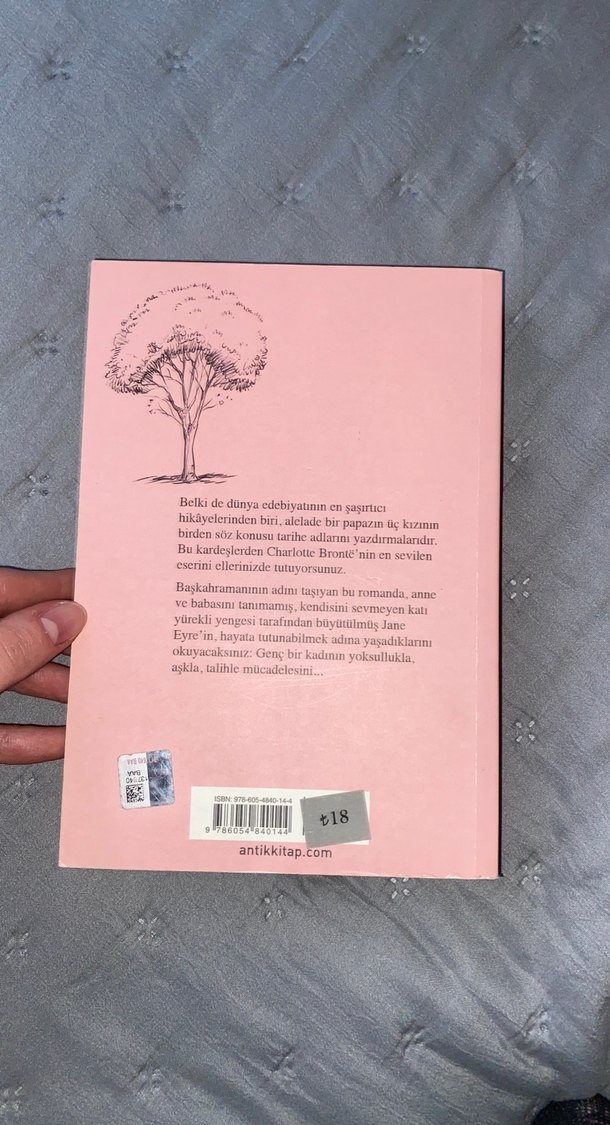 Belki de dünya edebiyatının en şaşırtıcı
hikâyelerinden biri, alelade bir papazın üç kızının
birden söz konusu tarihe adlarını yazdırmalarıdır.
Bu kardeşlerden Charlotte Brontë'nin en sevilen
eserini ellerinizde tutuyorsunuz.
Başkahramanının adını taşıyan bu romanda, anne
ve babasını tanımamış, kendisini sevmeyen katı
yürekli yengesi tarafından büyütülmüş Jane
Eyre'in, hayata tutunabilmek adına yaşadıklarını
okuyacaksınız: Genç bir kadının yoksullukla,
aşkla, talihle mücadelesini...
BAA
ISBN: 978-605-4840-14-4
9 786054 840144
₺18
antikkitap.com